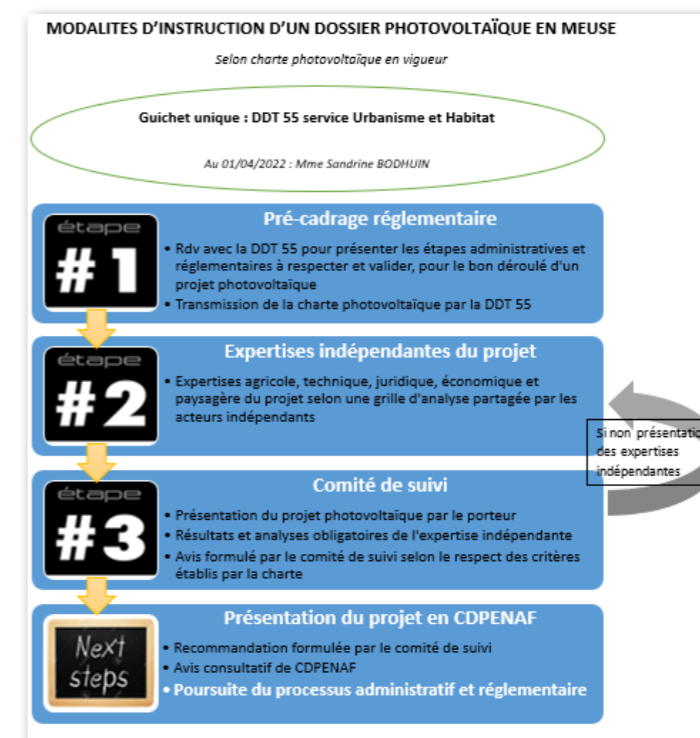 MODALITES D'INSTRUCTION D'UN DOSSIER PHOTOVOLTAÏQUE EN MEUSE
Selon charte photovoltaïque en vigueur
Guichet unique : DDT 55 service Urbanisme et Habitat
Au 01/04/2022 : Mme Sandrine BODHUIN
étape
#1
Pré-cadrage réglementaire
• Rdv avec la DDT 55 pour présenter les étapes administratives et
réglementaires à respecter et valider, pour le bon déroulé d'un
projet photovoltaïque
• Transmission de la charte photovoltaïque par la DDT 55
étape
#2
Expertises indépendantes du projet
• Expertises agricole, technique, juridique, économique et
paysagère du projet selon une grille d'analyse partagée par les
acteurs indépendants
Si non présentatio
des expertises
indépendantes
étape
#3
Comité de suivi
• Présentation du projet photovoltaïque par le porteur
• Résultats et analyses obligatoires de l'expertise indépendante
• Avis formulé par le comité de suivi selon le respect des critères
établis par la charte
Next
steps
Présentation du projet en CDPENAF
• Recommandation formulée par le comité de suivi
• Avis consultatif de CDPENAF
• Poursuite du processus administratif et réglementaire